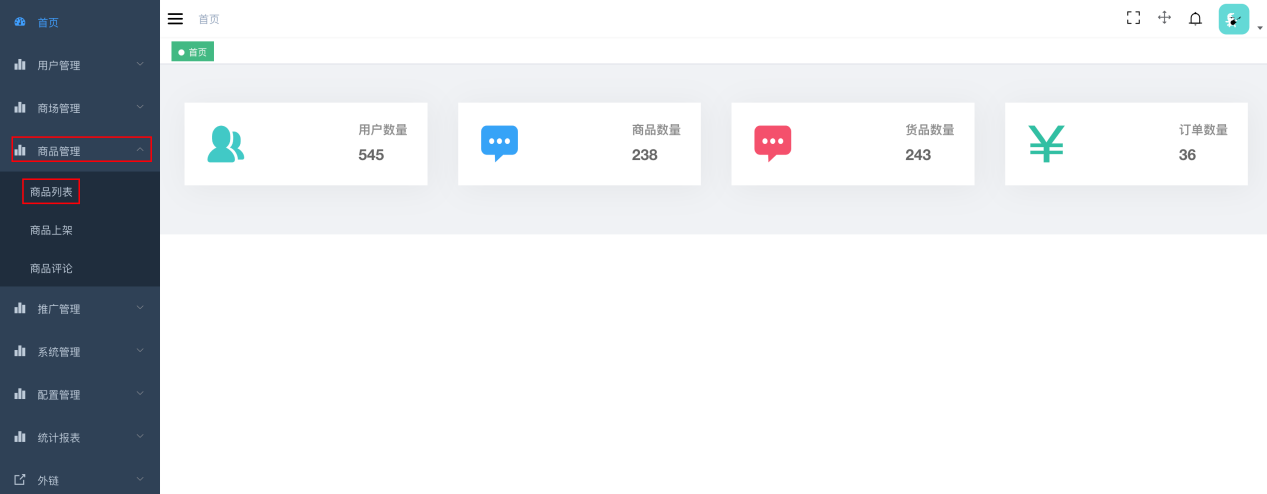 首页
用户管理
商场管理
商品管理
商品列表
商品上架
商品评论
推广管理
系统管理
配置管理
统计报表
外链
首页
首页
用户数量
545
商品数量
238
货品数量
243
订单数量
36